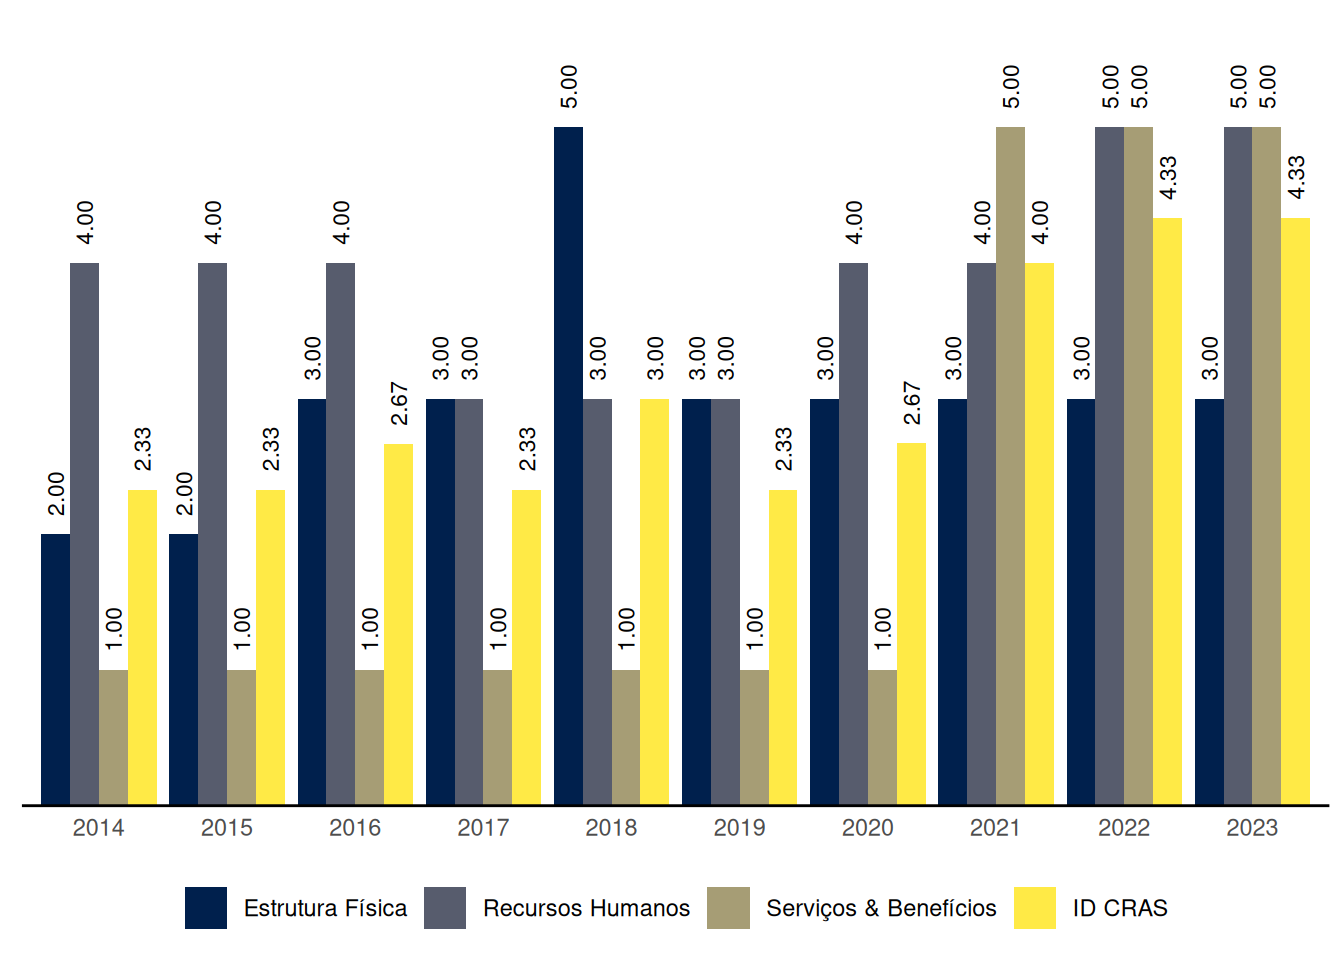 5.00 5.00 5.00 5.00 5.00 5.00
4.33 4.33
4.00 4.00 4.00 4.00 4.00 4.00
3.00 3.00 3.00 3.00 3.00 3.00 3.00 3.00 3.00 3.00 3.00
2.67 2.67
2.33 2.33 2.33 2.33
2.00 2.00
1.00 1.00 1.00 1.00 1.00 1.00 1.00
2014 2015 2016 2017 2018 2019 2020 2021 2022 2023
Estrutura Física Recursos Humanos Serviços & Benefícios ID CRAS